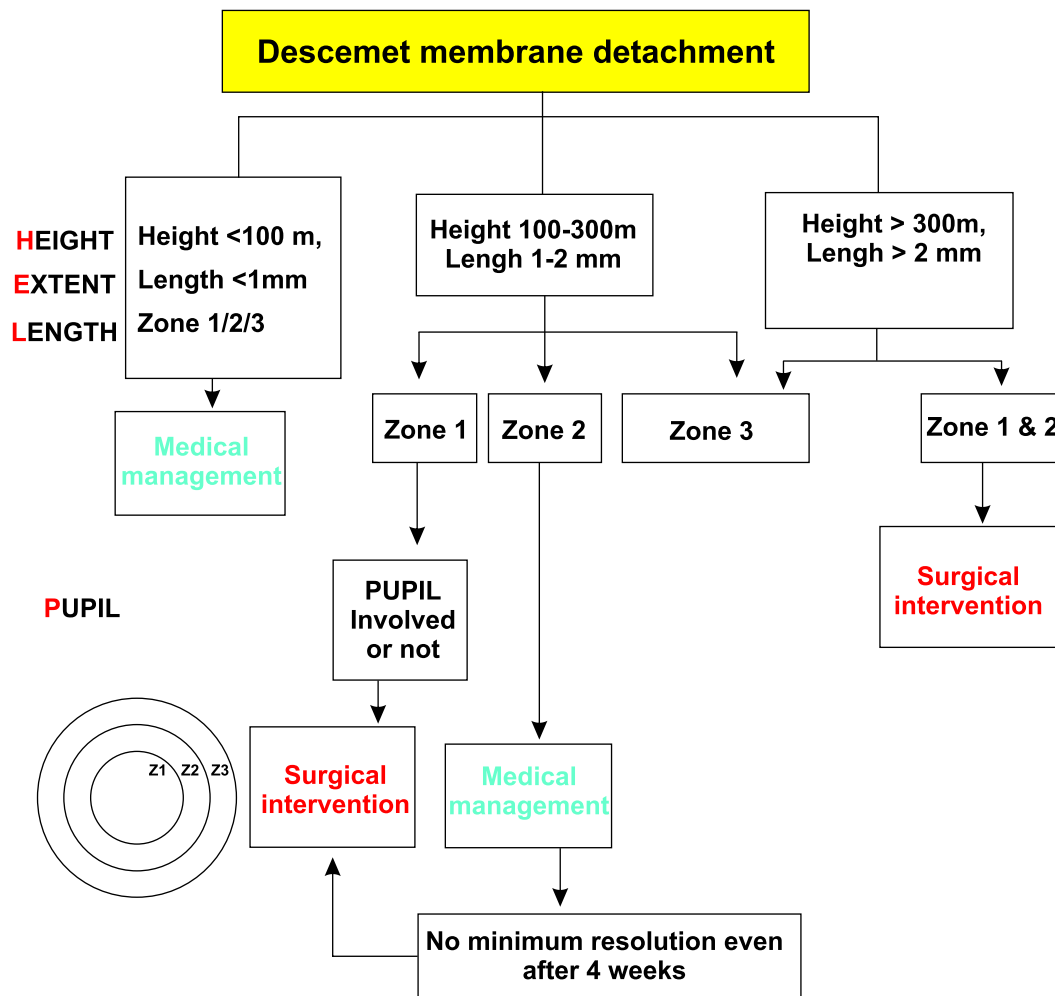 Descemet membrane detachment
HEIGHT
EXTENT
LENGTH
Height <100 m,
Length <1mm
Zone 1/2/3
Height 100-300m
Lengh 1-2 mm
Height > 300m,
Lengh > 2 mm
Medical
management
Zone 1
Zone 2
Zone 3
Zone 1 & 2
PUPIL
PUPIL
Involved
or not
Surgical
intervention
Z1
Z2
Z3
Surgical
intervention
Medical
management
No minimum resolution even
after 4 weeks